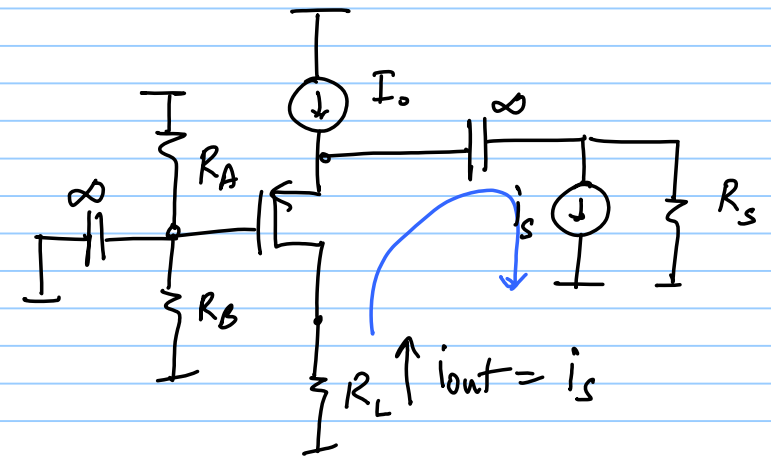 I₀
∞
R_A
∞
i_s
R_s
R_B
R_L
i_out = i_s